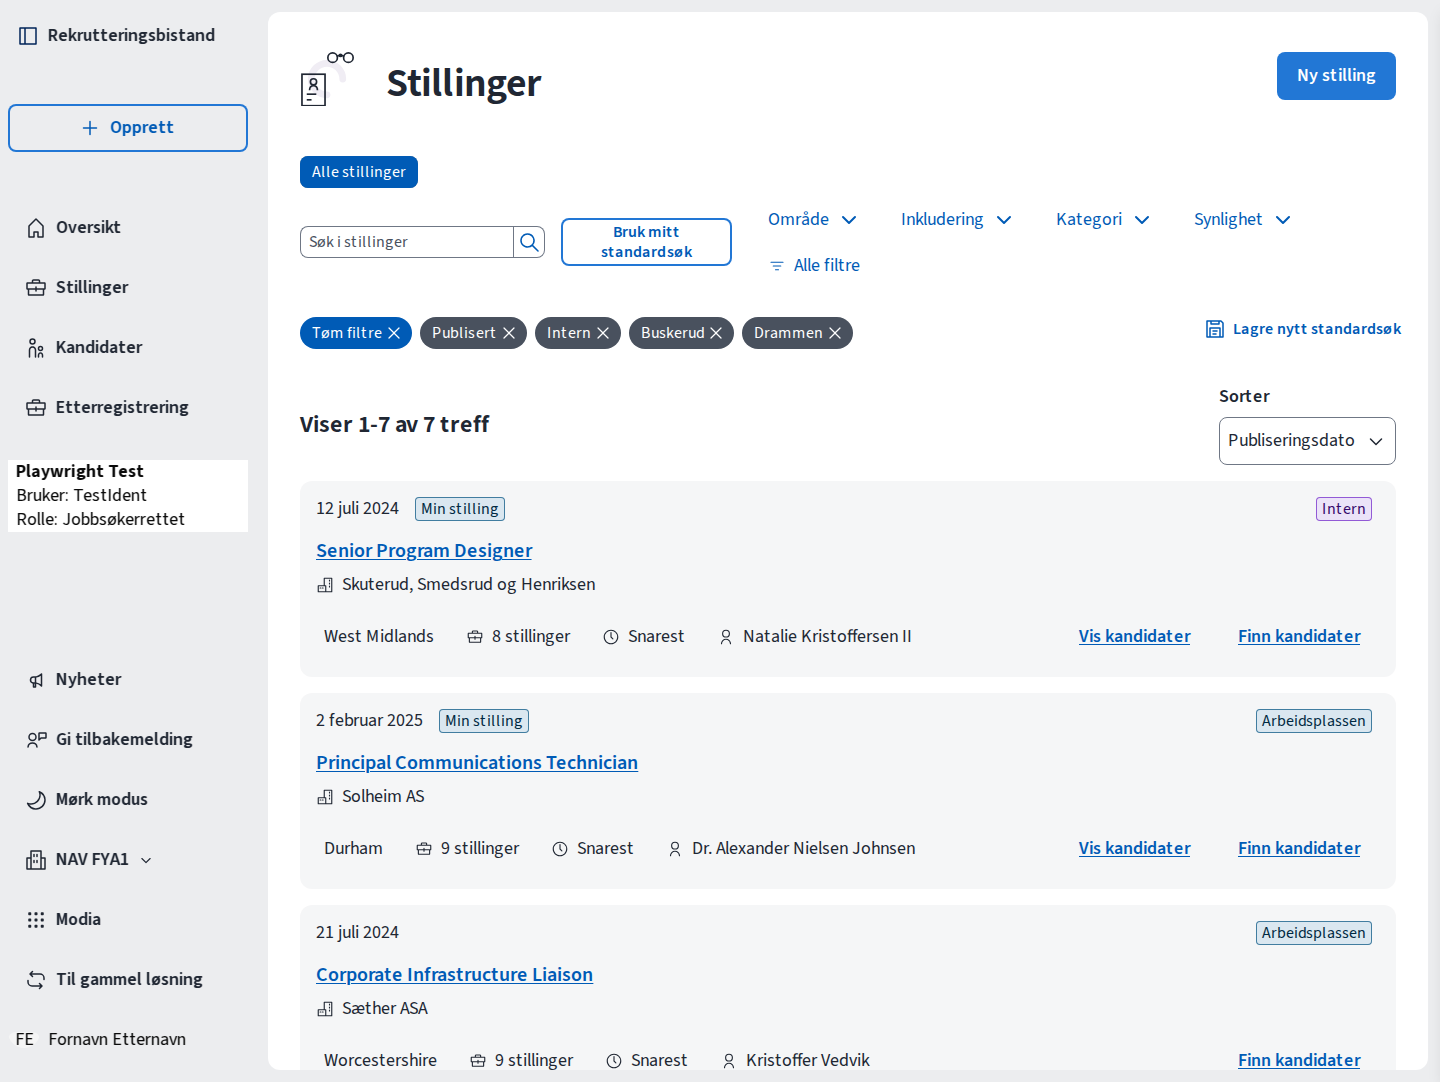 Rekrutteringsbistand
Opprett
Oversikt
Stillinger
Kandidater
Etterregistrering
Playwright Test
Bruker: TestIdent
Rolle: Jobbsøkerrettet
Nyheter
Gi tilbakemelding
Mørk modus
NAV FYA1
Modia
Til gammel løsning
FE Fornavn Etternavn
Stillinger
Ny stilling
Alle stillinger
Søk i stillinger
Bruk mitt
standardsøk
Område Inkludering Kategori Synlighet
Alle filtre
Tøm filtre Publisert Intern Buskerud Drammen
Lagre nytt standardsøk
Viser 1-7 av 7 treff
Sorter
Publiseringsdato
12 juli 2024 Min stilling Intern
Senior Program Designer
Skuterud, Smedsrud og Henriksen
West Midlands 8 stillinger Snarest Natalie Kristoffersen II Vis kandidater Finn kandidater
2 februar 2025 Min stilling Arbeidsplassen
Principal Communications Technician
Solheim AS
Durham 9 stillinger Snarest Dr. Alexander Nielsen Johnsen Vis kandidater Finn kandidater
21 juli 2024 Arbeidsplassen
Corporate Infrastructure Liaison
Sæther ASA
Worcestershire 9 stillinger Snarest Kristoffer Vedvik Finn kandidater